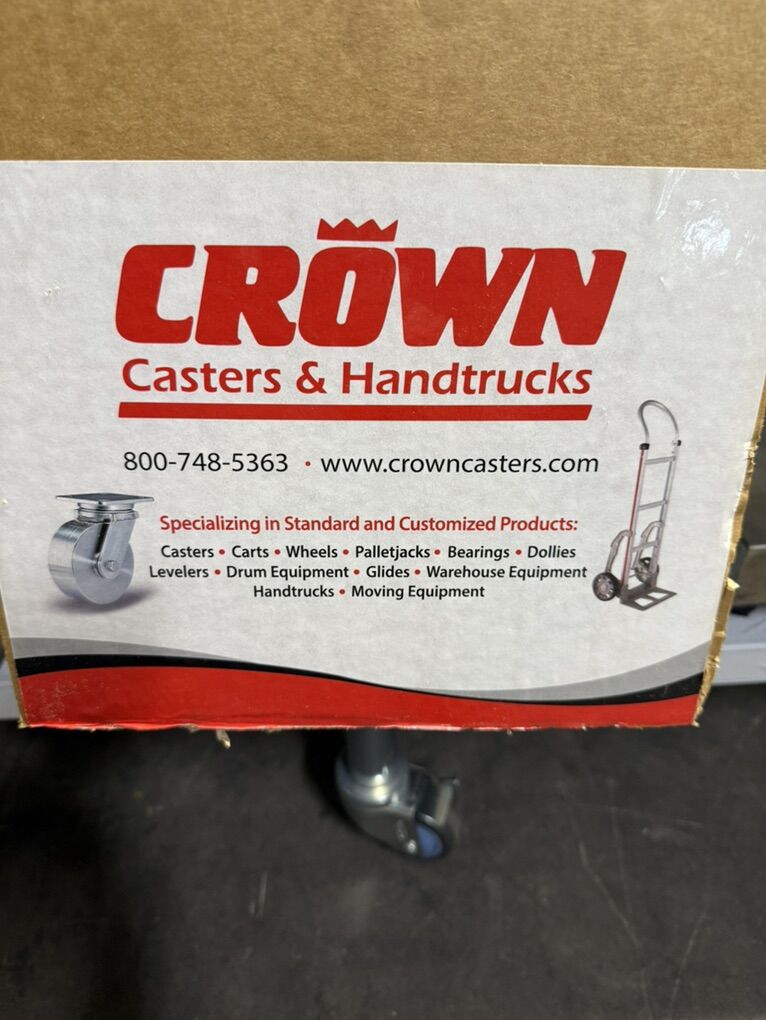 CROWN
Casters & Handtrucks
800-748-5363 • www.crowncasters.com
Specializing in Standard and Customized Products:
Casters • Carts • Wheels • Palletjacks • Bearings • Dollies
Levelers • Drum Equipment • Glides • Warehouse Equipment
Handtrucks • Moving Equipment